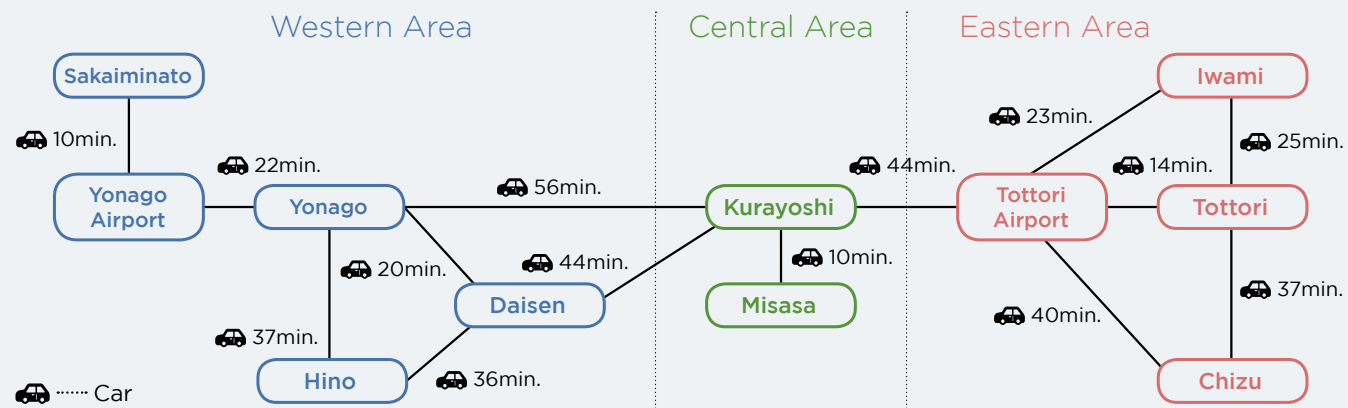 Western Area
Central Area
Eastern Area
Sakaiminato
Iwami
10min.
23min.
25min.
22min.
56min.
44min.
14min.
Yonago
Airport
Yonago
Kurayoshi
Tottori
Airport
Tottori
20min.
44min.
10min.
Daisen
Misasa
37min.
40min.
37min.
Hino
36min.
Chizu
Car